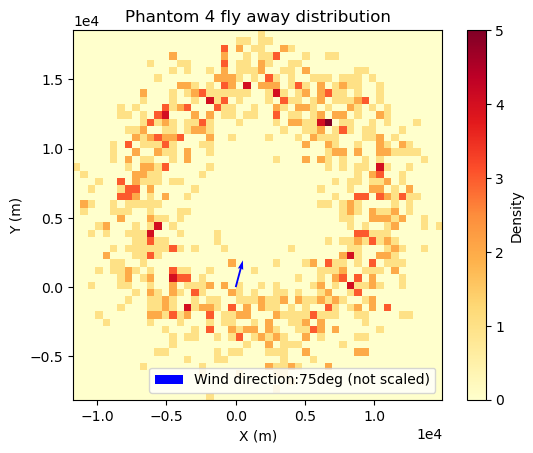 Phantom 4 fly away distribution
1e4
1.5
1.0
0.5
0.0
−0.5
Y (m)
−1.0
−0.5
0.0
0.5
1.0
1e4
X (m)
Wind direction:75deg (not scaled)
5
4
3
2
1
0
Density